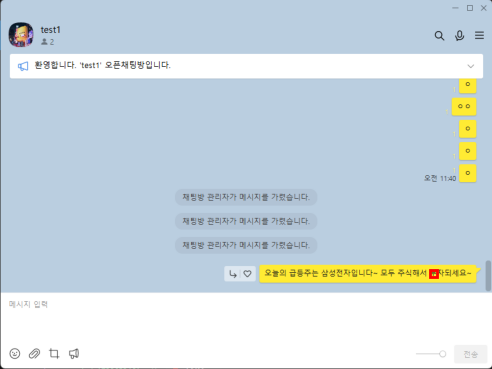 test1
2
환영합니다. 'test1' 오픈채팅방입니다.
ㅇ
ㅇㅇ
ㅇ
ㅇ
오전 11:40 ㅇ
채팅방 관리자가 메시지를 가렸습니다.
채팅방 관리자가 메시지를 가렸습니다.
채팅방 관리자가 메시지를 가렸습니다.
오늘의 급등주는 삼성전자입니다~ 모두 주식해서 자되세요~
메시지 입력
전송